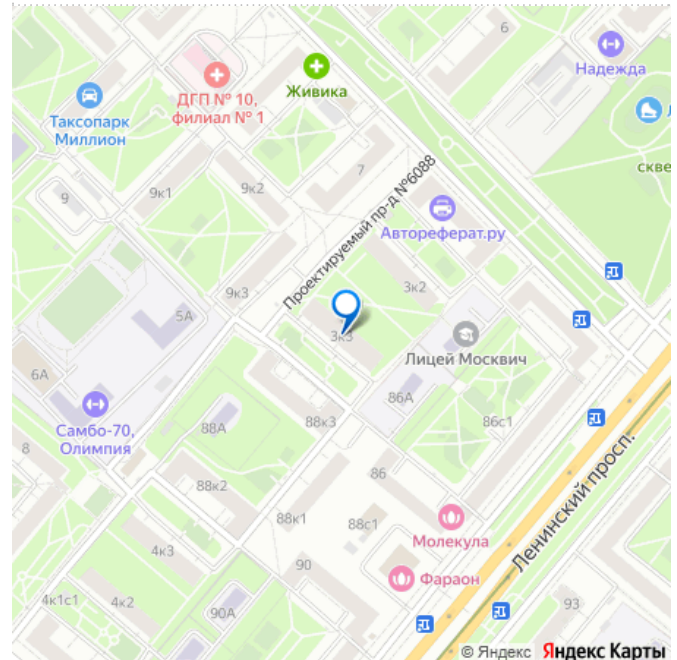 6
Надежда
Живика
ДГП № 10,
филиал № 1
Таксопарк
Миллион
Л
скве
7
9
9к1
9к2
Проектируемый пр-д №6088
Автореферат.ру
9к3
3к2
5А
3к3
Лицей Москвич
6А
86А
Самбо-70,
Олимпия
88А
88к3
86с1
8
88к2
86
Ленинский просп.
88к1
88с1
Молекула
4к3
90
Фараон
4к1с1
4к2
90А
93
© Яндекс Яндекс Карты